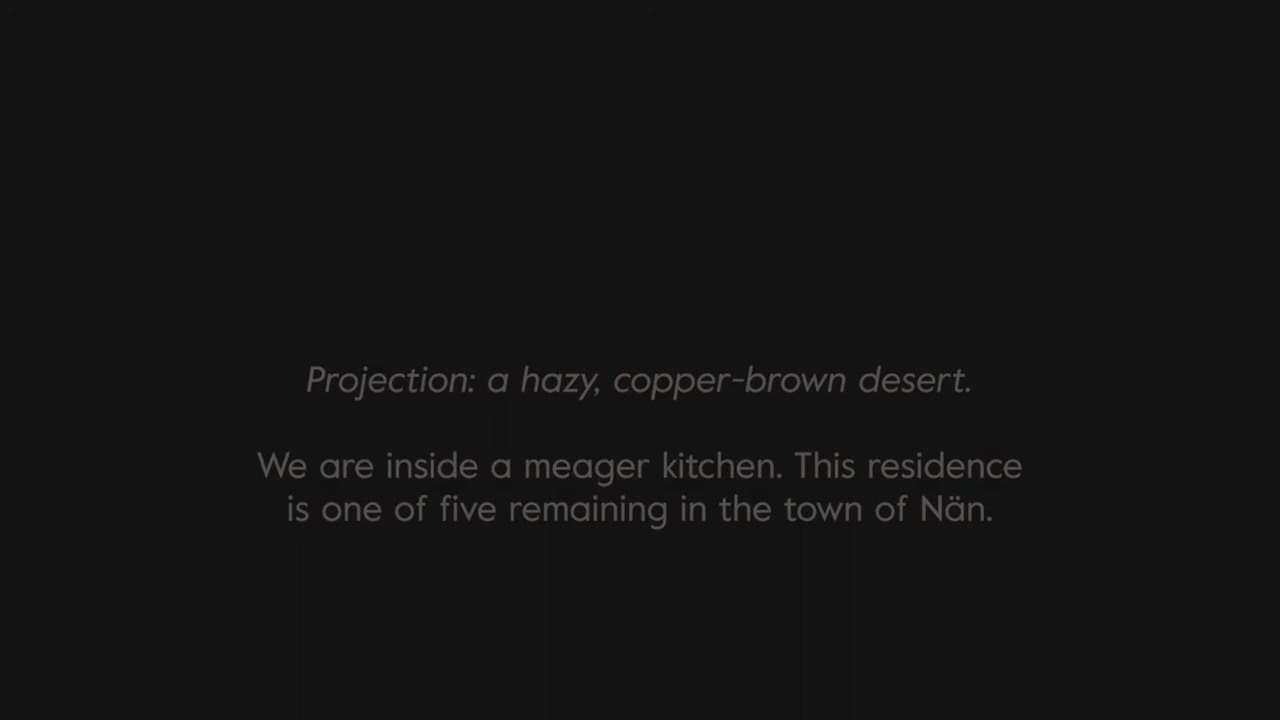 Projection: a hazy, copper-brown desert.
We are inside a meager kitchen. This residence
is one of five remaining in the town of Nän.